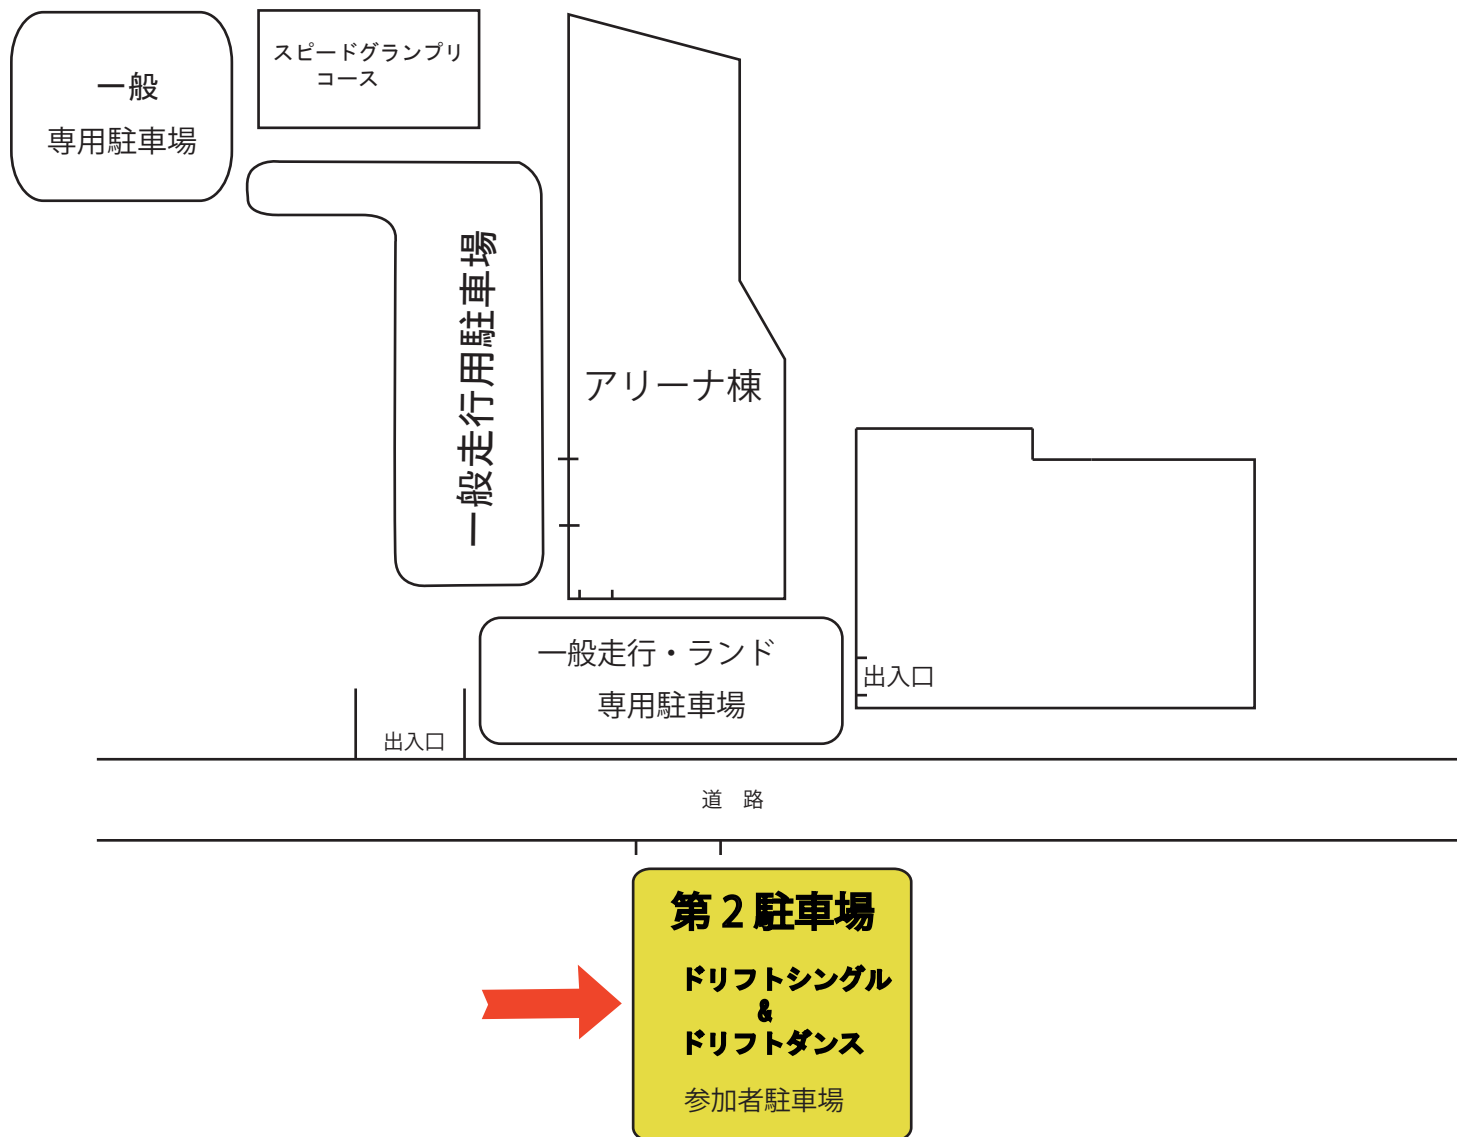 一般
専用駐車場
スピードグランプリ
コース
一般走行用駐車場
アリーナ棟
一般走行・ランド
専用駐車場
出入口
出入口
道 路
第2駐車場
ドリフトシングル
&
ドリフトダンス
参加者駐車場